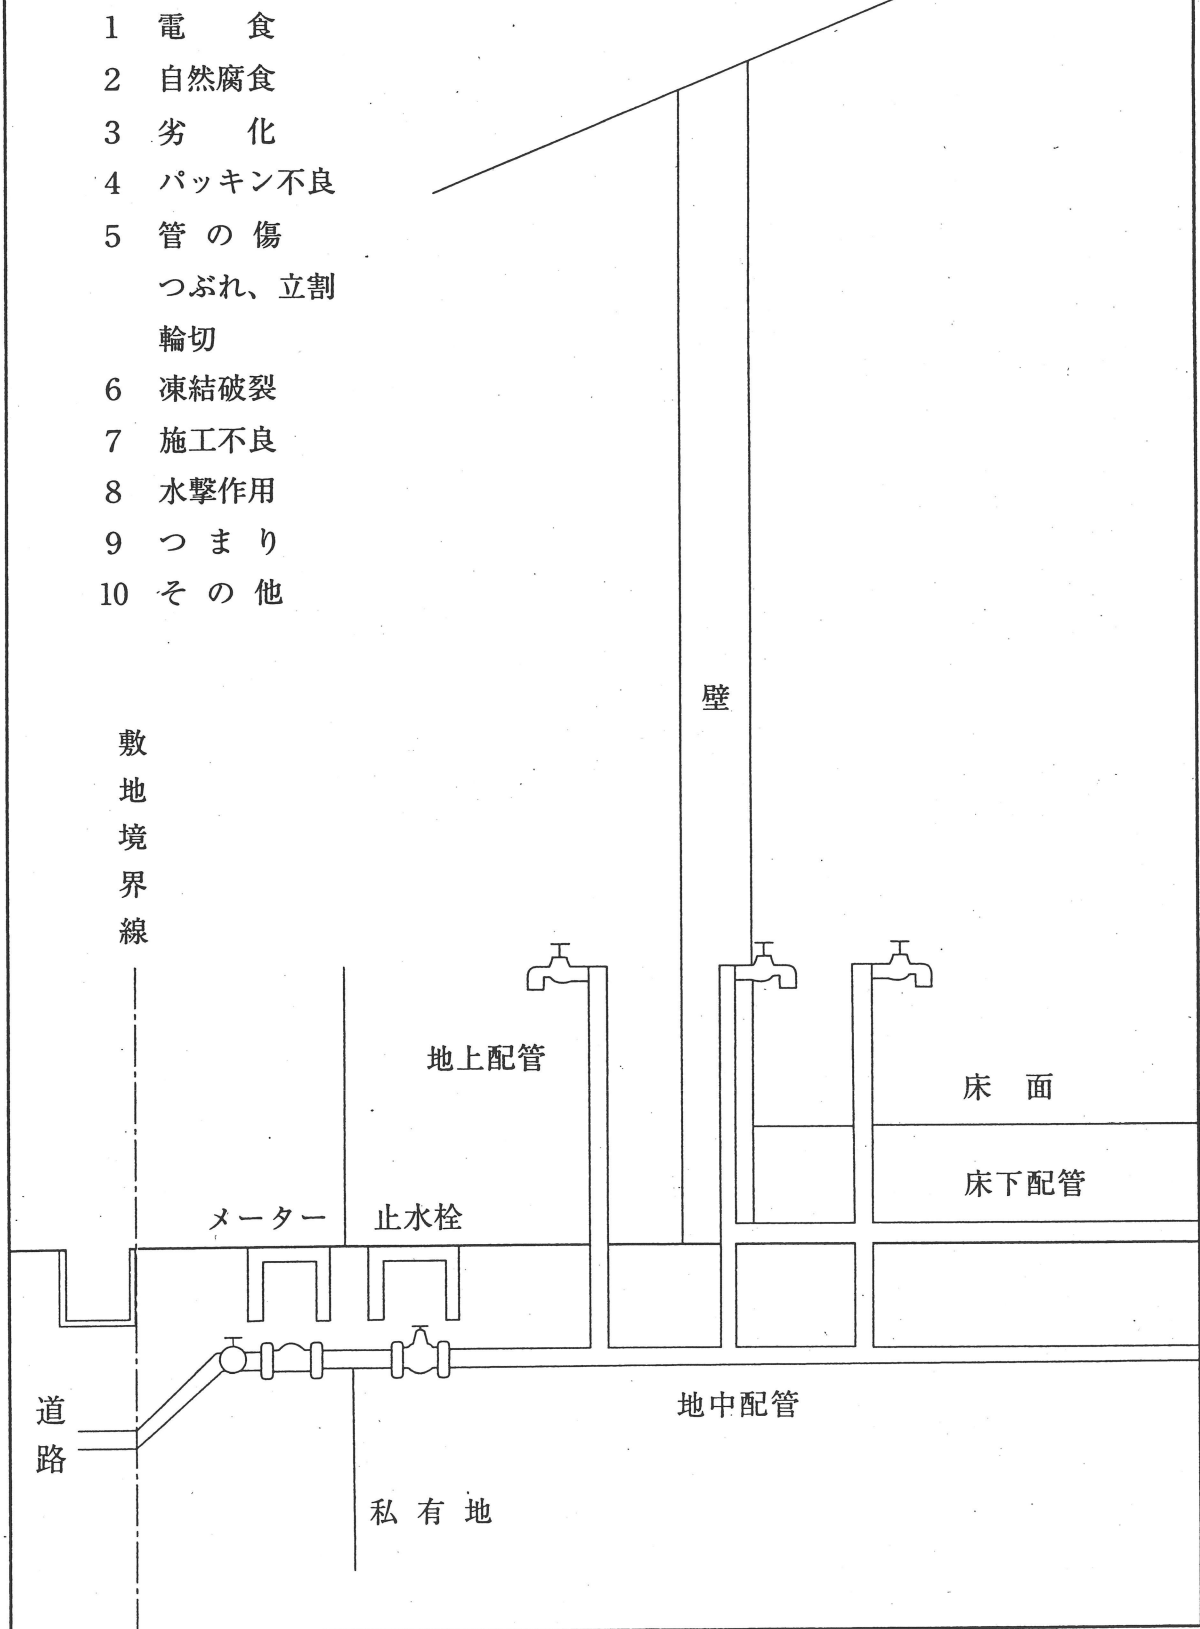 1 電 食
2 自然腐食
3 劣 化
4 パッキン不良
5 管の傷
つぶれ、立割
輪切
6 凍結破裂
7 施工不良
8 水撃作用
9 つまり
10 その他
壁
敷地境界線
地上配管
床 面
床下配管
メーター
止水栓
道路
地中配管
私有地